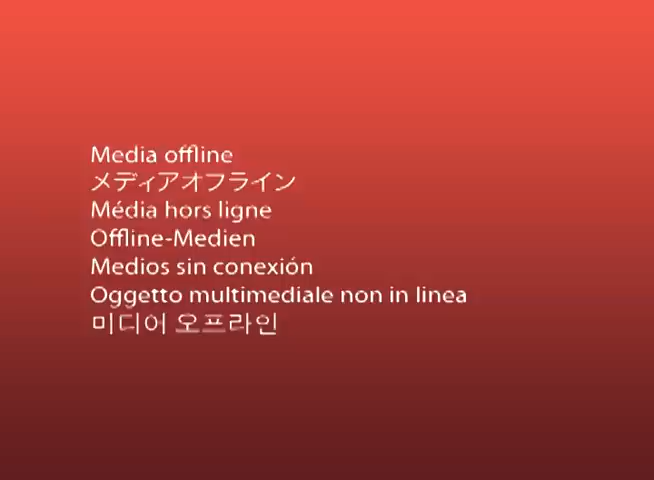 Media offline
メディアオフライン
Média hors ligne
Offline-Medien
Medios sin conexión
Oggetto multimediale non in linea
미디어 오프라인